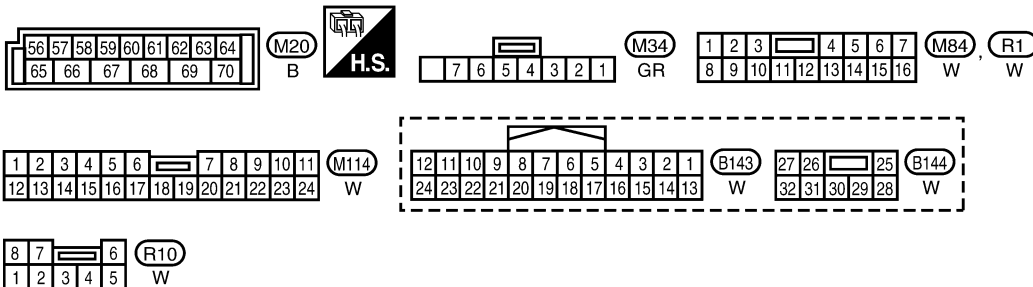 56 57 58 59 60 61 62 63 64
65 66 67 68 69 70
M20
B
H.S.
7 6 5 4 3 2 1
M34
GR
1 2 3 4 5 6 7
8 9 10 11 12 13 14 15 16
M84 , R1
W W
1 2 3 4 5 6 7 8 9 10 11
12 13 14 15 16 17 18 19 20 21 22 23 24
M114
W
12 11 10 9 8 7 6 5 4 3 2 1
24 23 22 21 20 19 18 17 16 15 14 13
B143
W
27 26 25
32 31 30 29 28
B144
W
8 7 6
1 2 3 4 5
R10
W